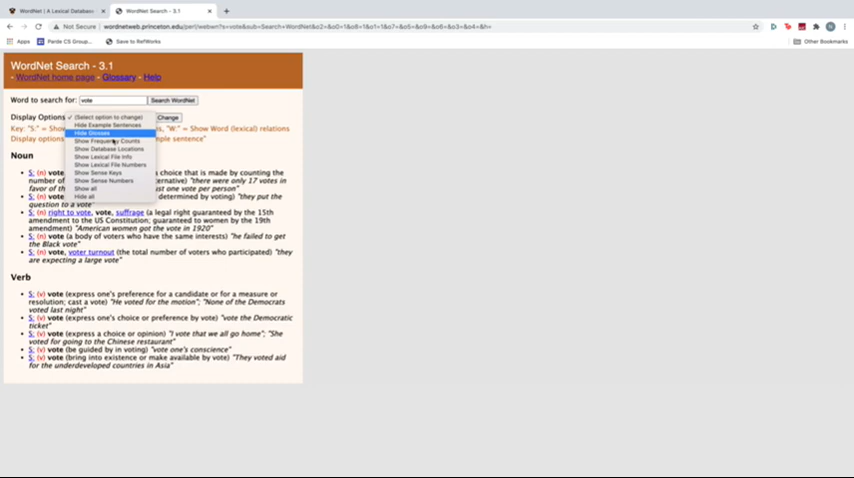 WordNet | A Lexical Database
WordNet Search - 3.1
Not Secure | wordnetweb.princeton.edu/perl/webwn?s=vote&sub=Search+WordNet&o2=&o0=1&o8=1&o1=1&o7=&o5=&o9=&o6=&o3=&o4=&h=
Apps Pardee CS Group... Save to RefWorks Other Bookmarks
WordNet Search - 3.1
- WordNet home page - Glossary - Help
Word to search for: vote Search WordNet
Display Options ✓ (Select option to change) Change
Hide Example Sentences
Hide Glosses
Show Frequency Counts
Show Database Locations
Show Lexical File Info
Show Lexical File Numbers
Show Sense Keys
Show Sense Numbers
Show all
Hide all
Key: "S:" = Show , "W:" = Show Word (lexical) relations
Display option mple sentence"
Noun
• S: (n) vote choice that is made by counting the
number of ernative) "there were only 17 votes in
favor of th ust one vote per person"
• S: (n) vote determined by voting) "they put the
question to a vote"
• S: (n) right to vote, vote, suffrage (a legal right guaranteed by the 15th
amendment to the US Constitution; guaranteed to women by the 19th
amendment) "American women got the vote in 1920"
• S: (n) vote (a body of voters who have the same interests) "he failed to get
the Black vote"
• S: (n) vote, voter turnout (the total number of voters who participated) "they
are expecting a large vote"
Verb
• S: (v) vote (express one's preference for a candidate or for a measure or
resolution; cast a vote) "He voted for the motion"; "None of the Democrats
voted last night"
• S: (v) vote (express one's choice or preference by vote) "vote the Democratic
ticket"
• S: (v) vote (express a choice or opinion) "I vote that we all go home"; "She
voted for going to the Chinese restaurant"
• S: (v) vote (be guided by in voting) "vote one's conscience"
• S: (v) vote (bring into existence or make available by vote) "They voted aid
for the underdeveloped countries in Asia"